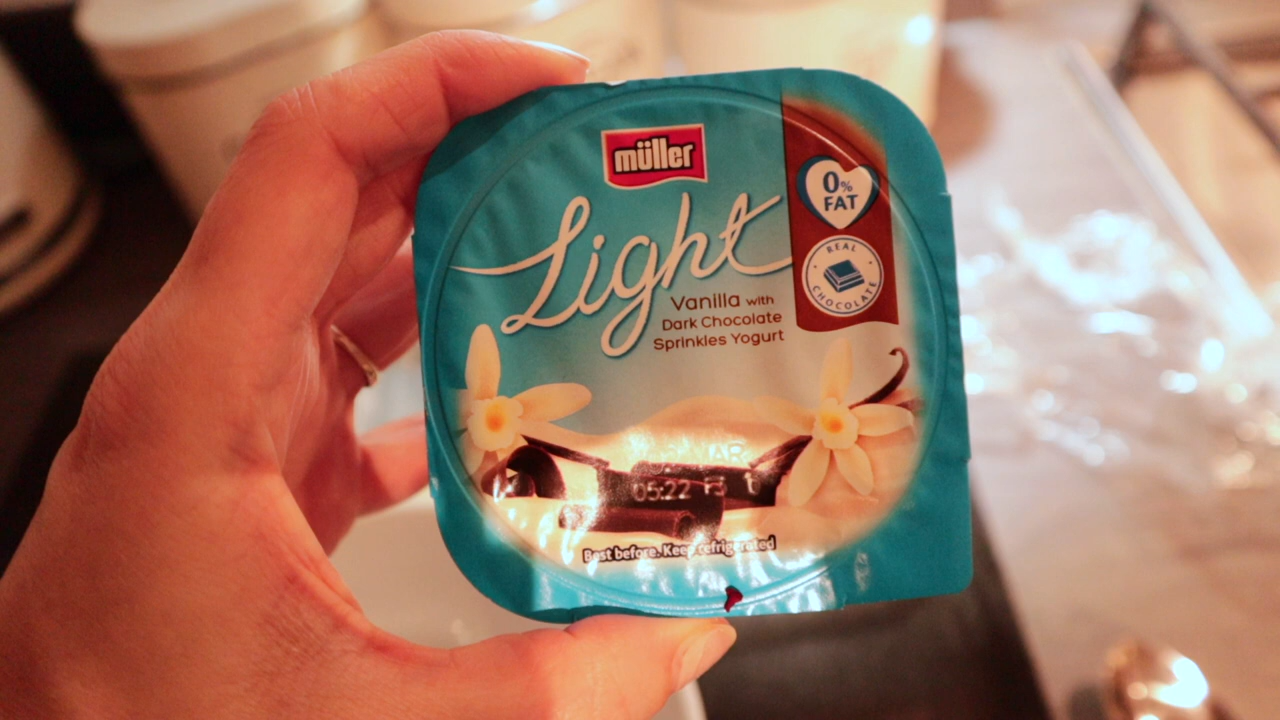 müller
Light
Vanilla with
Dark Chocolate
Sprinkles Yogurt
0%
FAT
REAL
CHOCOLATE
MAR
05:22
Best before. Keep refrigerated